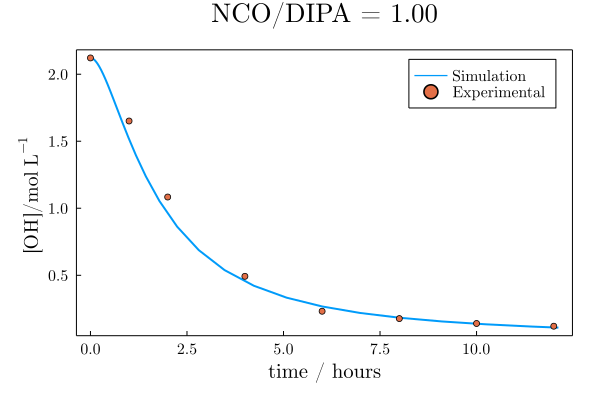 NCO/DIPA = 1.00
Simulation
Experimental
[OH]/mol L⁻¹
2.0
1.5
1.0
0.5
0.0 2.5 5.0 7.5 10.0
time / hours